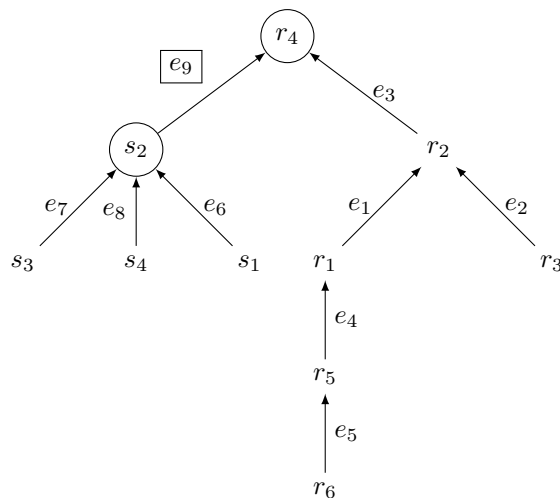 r₄
e₉
e₃
s₂
r₂
e₇
e₈
e₆
e₁
e₂
s₃
s₄
s₁
r₁
r₃
e₄
r₅
e₅
r₆